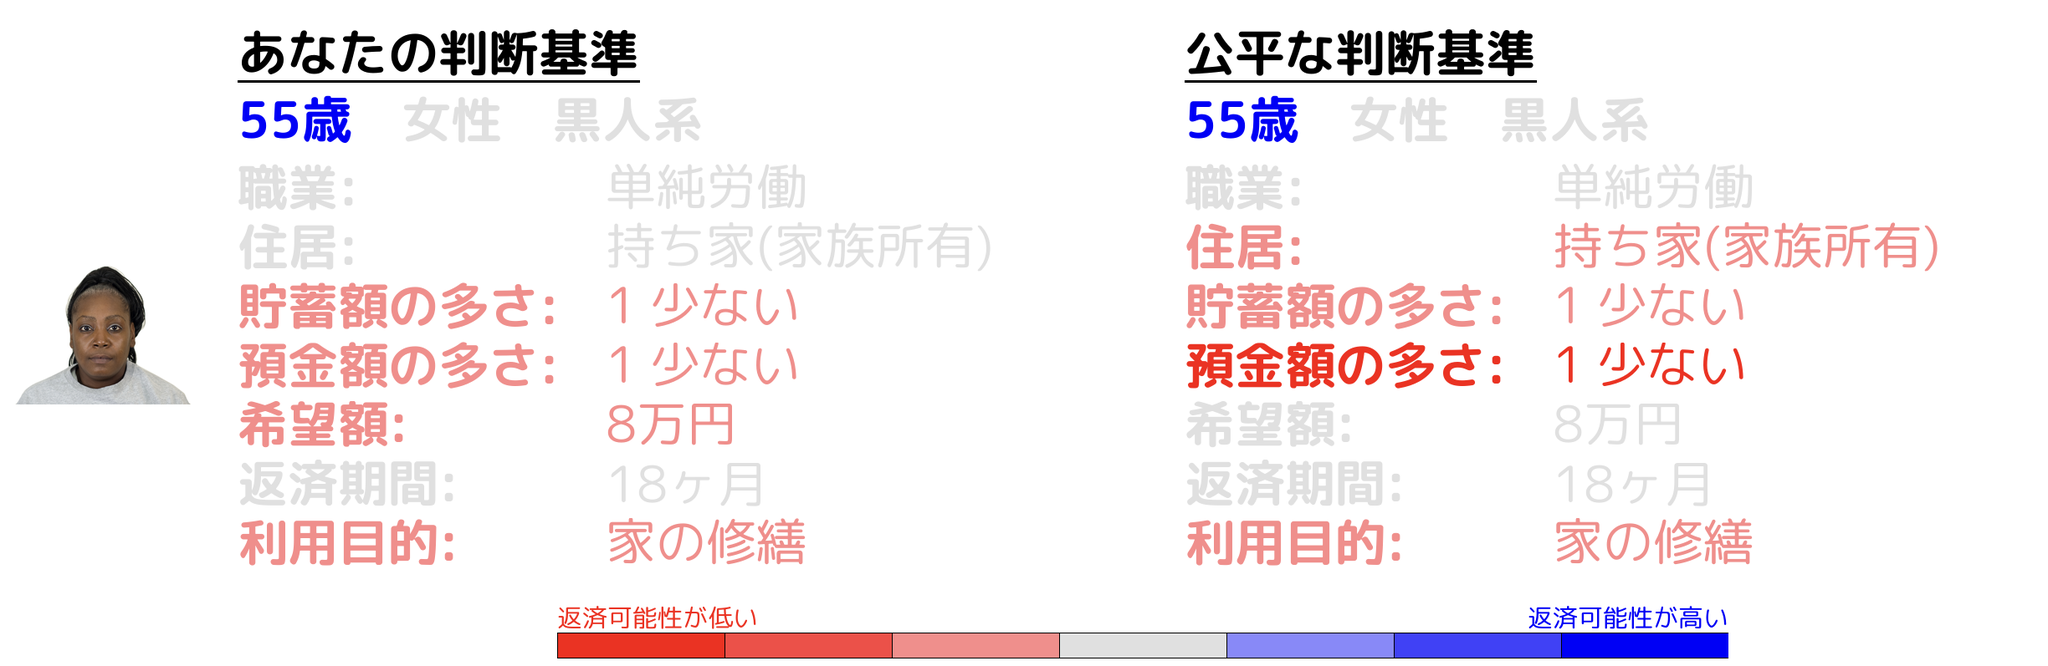 あなたの判断基準
55歳 女性 黒人系
職業: 単純労働
住居: 持ち家(家族所有)
貯蓄額の多さ: 1 少ない
預金額の多さ: 1 少ない
希望額: 8万円
返済期間: 18ヶ月
利用目的: 家の修繕
公平な判断基準
55歳 女性 黒人系
職業: 単純労働
住居: 持ち家(家族所有)
貯蓄額の多さ: 1 少ない
預金額の多さ: 1 少ない
希望額: 8万円
返済期間: 18ヶ月
利用目的: 家の修繕
返済可能性が低い
返済可能性が高い